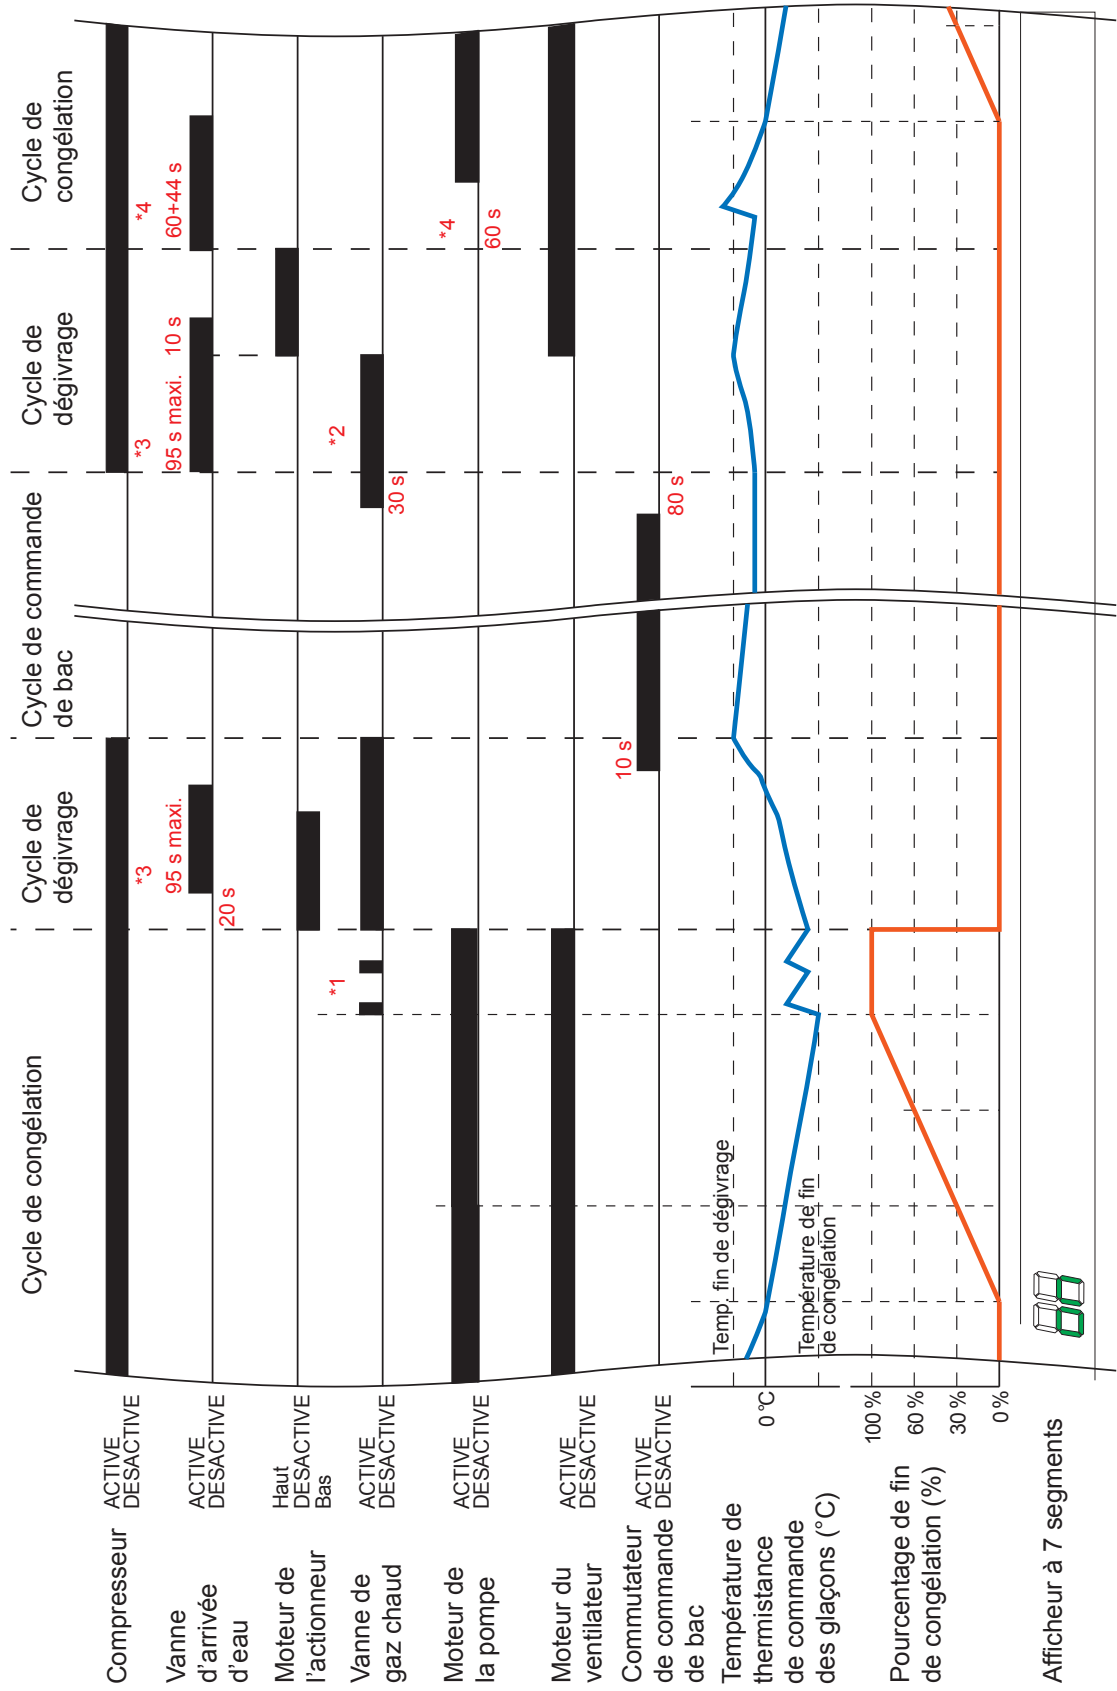 Cycle de congélation
Cycle de
dégivrage
Cycle de commande
de bac
Cycle de
dégivrage
Cycle de
congélation
Compresseur
ACTIVE
DESACTIVE
*3
*3
*4
Vanne
d'arrivée
d'eau
ACTIVE
DESACTIVE
20 s
95 s maxi.
95 s maxi.
10 s
60+44 s
Moteur de
l'actionneur
Haut
DESACTIVE
Bas
Vanne de
gaz chaud
ACTIVE
DESACTIVE
*1
30 s
*2
Moteur de
la pompe
ACTIVE
DESACTIVE
*4
60 s
Moteur du
ventilateur
ACTIVE
DESACTIVE
Commutateur
de commande
de bac
ACTIVE
DESACTIVE
10 s
80 s
Température de
thermistance
de commande
des glaçons (°C)
0 °C
Temp. fin de dégivrage
Température de fin
de congélation
Pourcentage de fin
de congélation (%)
100 %
60 %
30 %
0 %
Afficheur à 7 segments